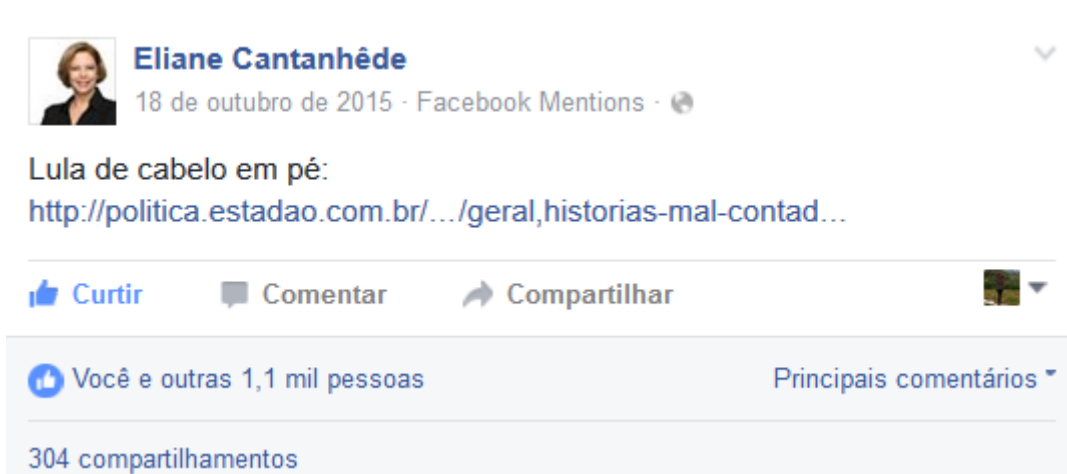 Eliane Cantanhêde
18 de outubro de 2015 · Facebook Mentions ·
Lula de cabelo em pé:
http://politica.estadao.com.br/…/geral,historias-mal-contad…
Curtir Comentar Compartilhar
Você e outras 1,1 mil pessoas Principais comentários
304 compartilhamentos